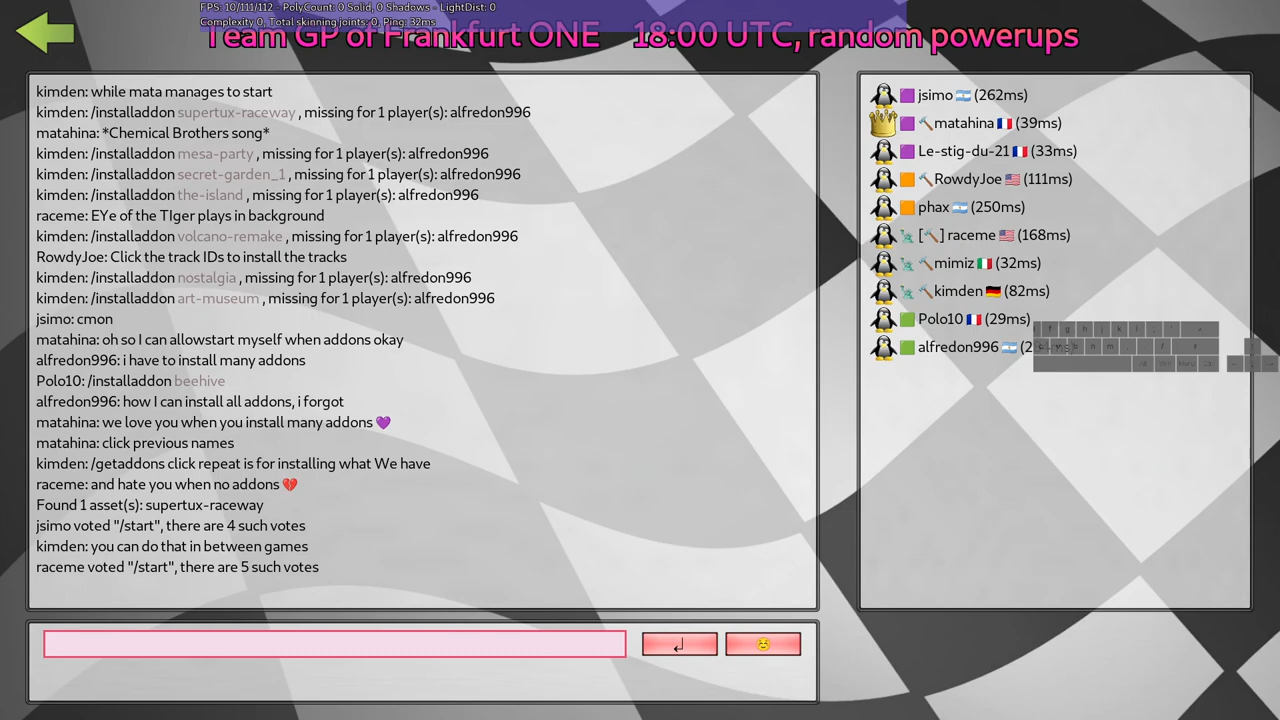 FPS: 10/111/112 - PolyCount: 0 Solid, 0 Shadows - LightDist: 0
Complexity 0, Total skinning joints: 0, Ping: 32ms
Team GP of Frankfurt ONE 18:00 UTC, random powerups
kimden: while mata manages to start
kimden: /installaddon supertux-raceway , missing for 1 player(s): alfredon996
matahina: *Chemical Brothers song*
kimden: /installaddon mesa-party , missing for 1 player(s): alfredon996
kimden: /installaddon secret-garden_1 , missing for 1 player(s): alfredon996
kimden: /installaddon the-island , missing for 1 player(s): alfredon996
raceme: EYe of the TIger plays in background
kimden: /installaddon volcano-remake , missing for 1 player(s): alfredon996
RowdyJoe: Click the track IDs to install the tracks
kimden: /installaddon nostalgia , missing for 1 player(s): alfredon996
kimden: /installaddon art-museum , missing for 1 player(s): alfredon996
jsimo: cmon
matahina: oh so I can allowstart myself when addons okay
alfredon996: i have to install many addons
Polo10: /installaddon beehive
alfredon996: how I can install all addons, i forgot
matahina: we love you when you install many addons 💜
matahina: click previous names
kimden: /getaddons click repeat is for installing what We have
raceme: and hate you when no addons 💔
Found 1 asset(s): supertux-raceway
jsimo voted "/start", there are 4 such votes
kimden: you can do that in between games
raceme voted "/start", there are 5 such votes
🟪 jsimo 🇦🇷 (262ms)
🟪 🔨matahina 🇫🇷 (39ms)
🟪 Le-stig-du-21 🇫🇷 (33ms)
🟧 🔨RowdyJoe 🇺🇸 (111ms)
🟧 phax 🇦🇷 (250ms)
🗽 [🔨] raceme 🇺🇸 (168ms)
🗽 🔨mimiz 🇮🇹 (32ms)
🗽 🔨kimden 🇩🇪 (82ms)
🟩 Polo10 🇫🇷 (29ms)
🟩 alfredon996 🇦🇷